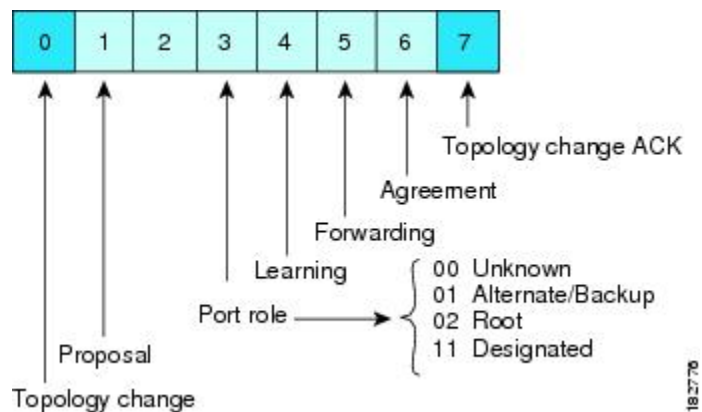 0 1 2 3 4 5 6 7
Topology change ACK
Agreement
Forwarding
Learning
Port role
00 Unknown
01 Alternate/Backup
02 Root
11 Designated
Proposal
Topology change
182776